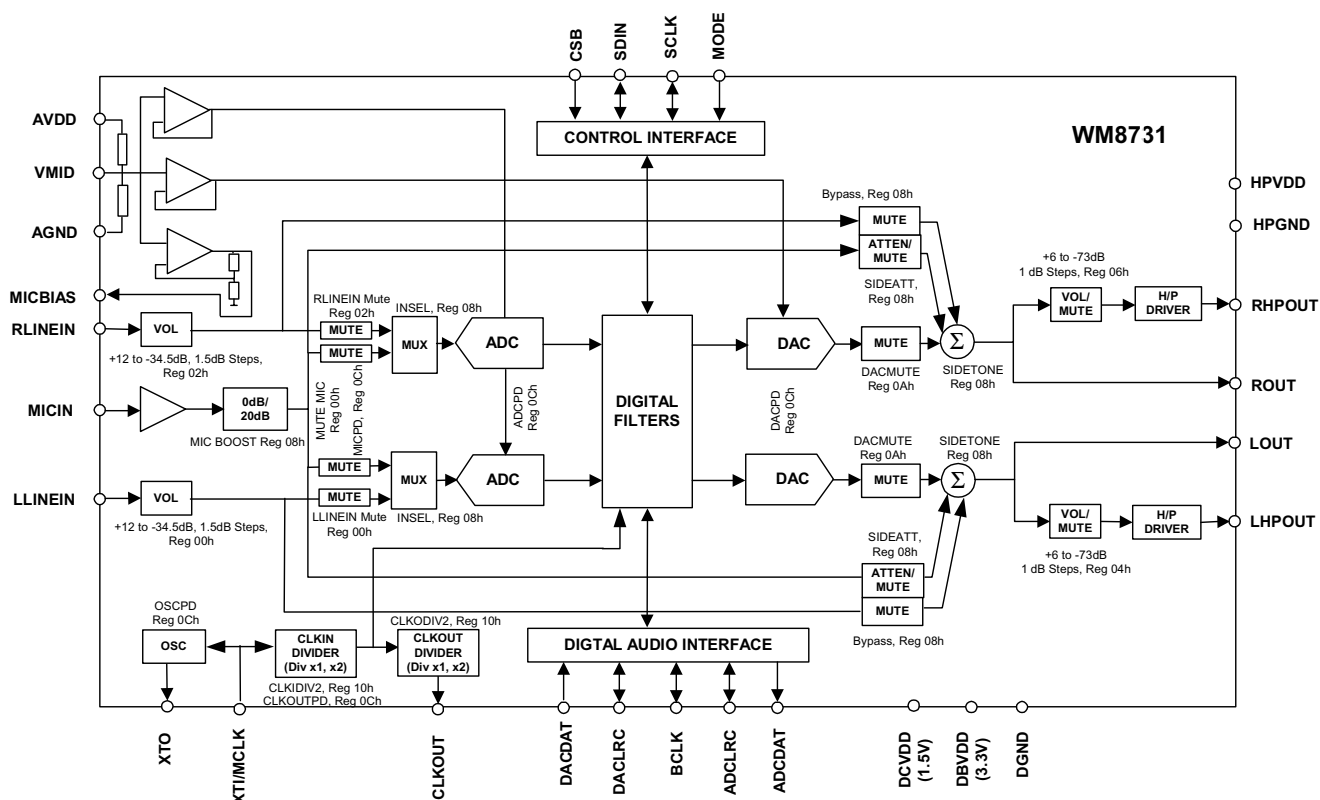 CSB
SDIN
SCLK
MODE
WM8731
CONTROL INTERFACE
AVDD
VMID
AGND
MICBIAS
RLINEIN
MICIN
LLINEIN
HPVDD
HPGND
RHPOUT
ROUT
LOUT
LHPOUT
Bypass, Reg 08h
MUTE
ATTEN/
MUTE
SIDEATT,
Reg 08h
+6 to -73dB
1 dB Steps, Reg 06h
VOL/
MUTE
H/P
DRIVER
VOL
+12 to -34.5dB, 1.5dB Steps,
Reg 02h
RLINEIN Mute
Reg 02h
INSEL, Reg 08h
MUTE
MUTE
MUX
ADC
DAC
MUTE
DACMUTE
Reg 0Ah
Σ
SIDETONE
Reg 08h
0dB/
20dB
MIC BOOST Reg 08h
MUTE MIC
Reg 00h
MICPD, Reg 0Ch
ADCPD
Reg 0Ch
DIGITAL
FILTERS
DACPD
Reg 0Ch
DACMUTE
Reg 0Ah
SIDETONE
Reg 08h
VOL
+12 to -34.5dB, 1.5dB Steps,
Reg 00h
MUTE
MUTE
LLINEIN Mute
Reg 00h
MUX
INSEL, Reg 08h
ADC
DAC
MUTE
Σ
VOL/
MUTE
H/P
DRIVER
+6 to -73dB
1 dB Steps, Reg 04h
SIDEATT,
Reg 08h
ATTEN/
MUTE
MUTE
Bypass, Reg 08h
OSCPD
Reg 0Ch
OSC
CLKIN
DIVIDER
(Div x1, x2)
CLKIDIV2, Reg 10h
CLKOUTPD, Reg 0Ch
CLKODIV2, Reg 10h
CLKOUT
DIVIDER
(Div x1, x2)
DIGTAL AUDIO INTERFACE
XTO
XTI/MCLK
CLKOUT
DACDAT
DACLRC
BCLK
ADCLRC
ADCDAT
DCVDD
(1.5V)
DBVDD
(3.3V)
DGND